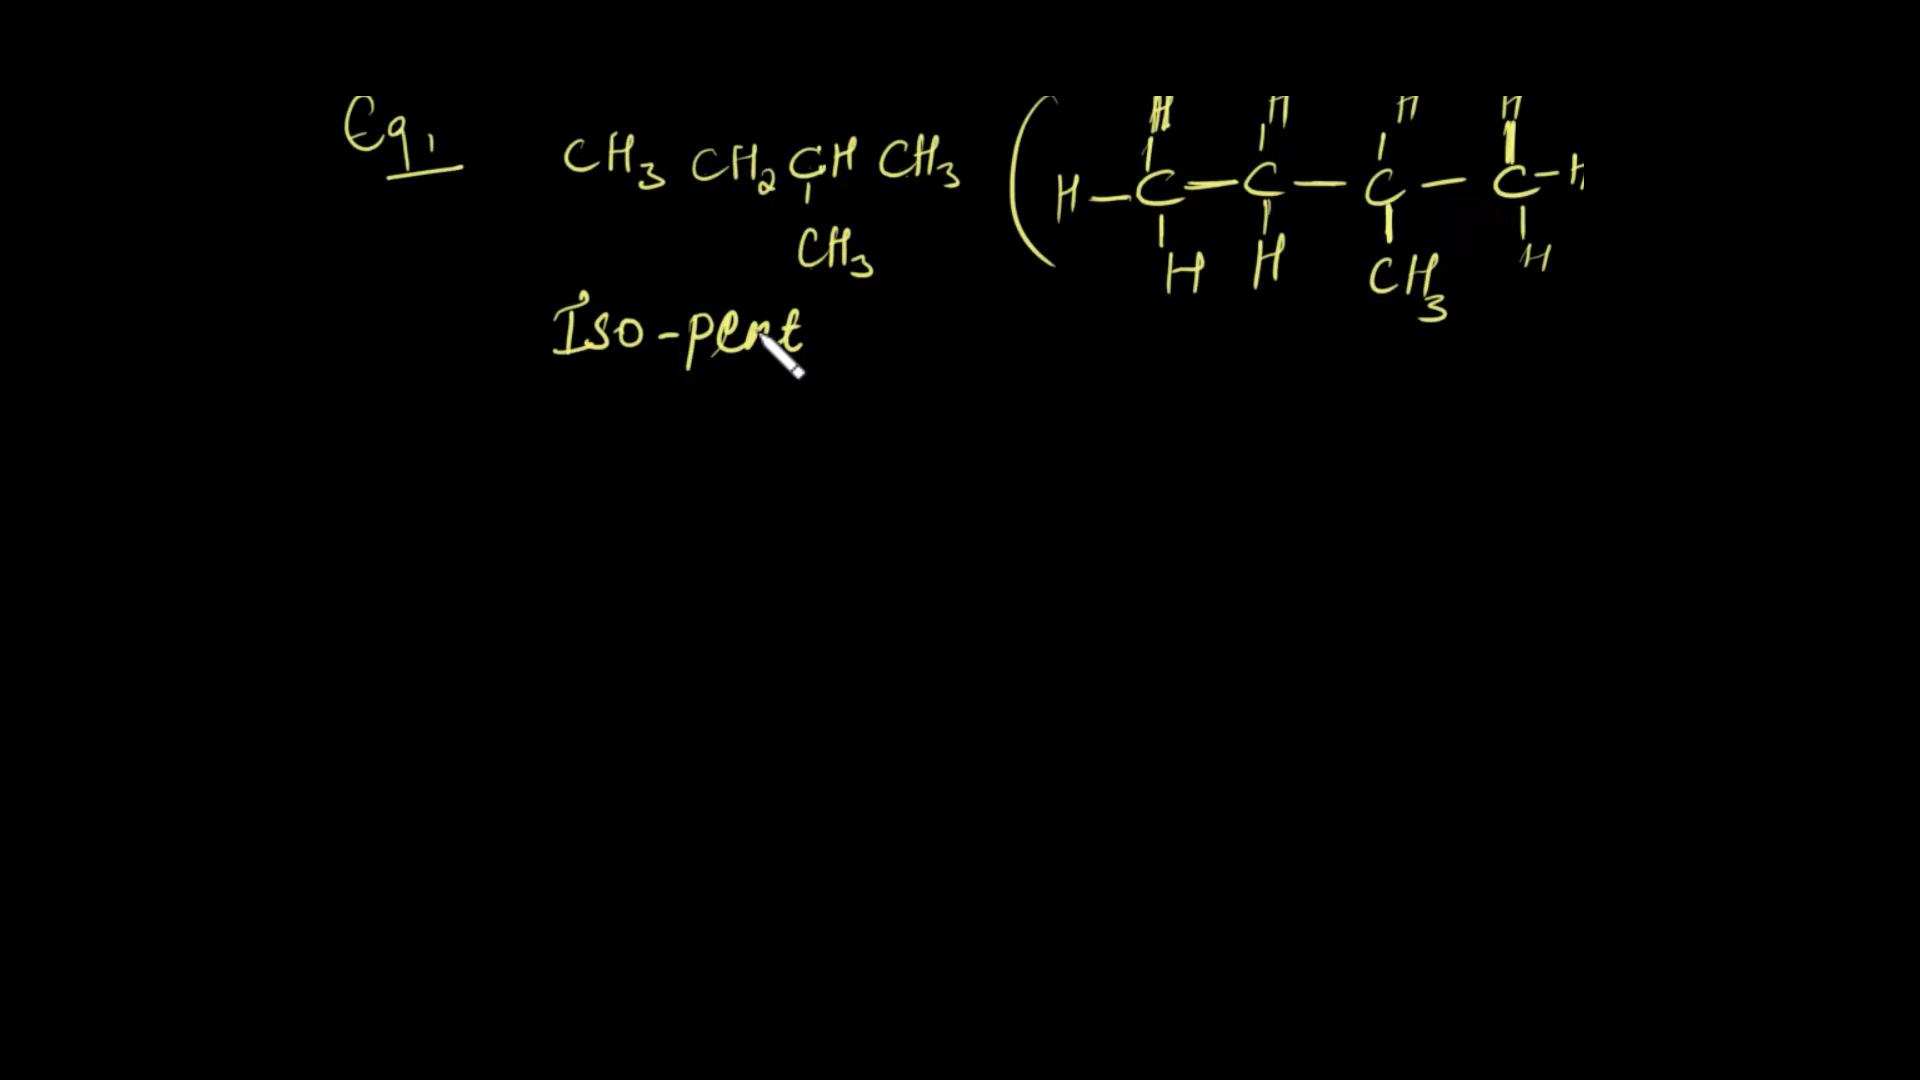 Eg,
CH3 CH2 CH CH3 (
CH3
H H H H
H - C - C - C - C - H
H H CH3 H
Iso-pent